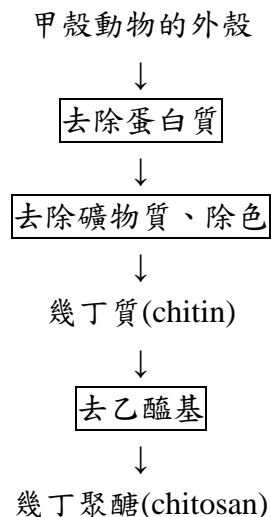 甲殼動物的外殼
↓
去除蛋白質
↓
去除礦物質、除色
↓
幾丁質(chitin)
↓
去乙醯基
↓
幾丁聚醣(chitosan)